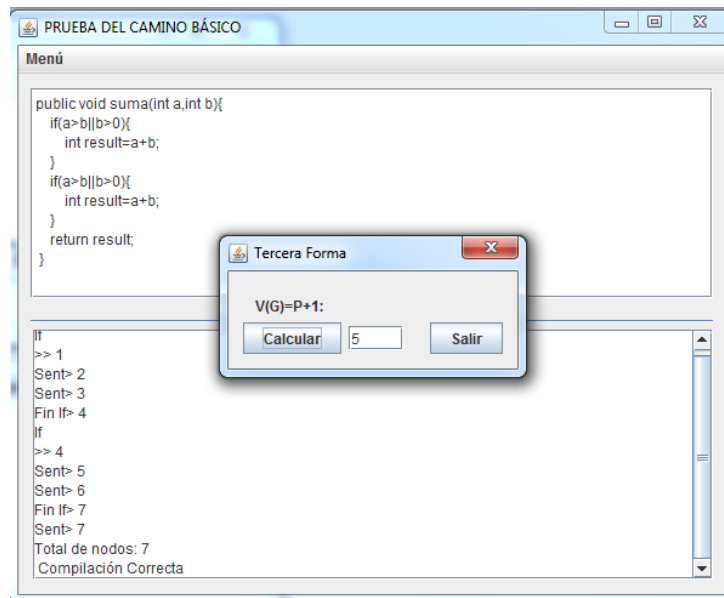 PRUEBA DEL CAMINO BÁSICO
Menú
public void suma(int a,int b){
if(a>b||b>0){
int result=a+b;
}
if(a>b||b>0){
int result=a+b;
}
return result;
}
Tercera Forma
V(G)=P+1:
Calcular 5 Salir
If
>> 1
Sent> 2
Sent> 3
Fin If> 4
If
>> 4
Sent> 5
Sent> 6
Fin If> 7
Sent> 7
Total de nodos: 7
Compilación Correcta